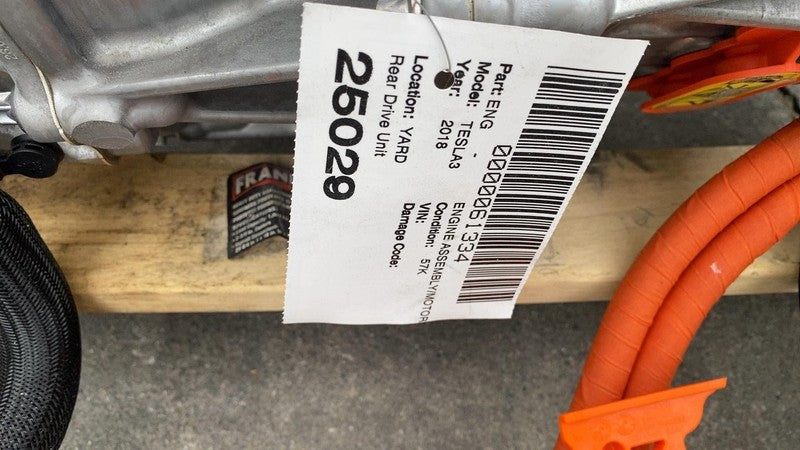 0000061334
Part: ENG - ENGINE ASSEMBLY/MOTOR
Model: TESLA3 Condition: 57K
Year: 2018 VIN:
Damage Code:
Location: YARD
Rear Drive Unit
25029
FRAN